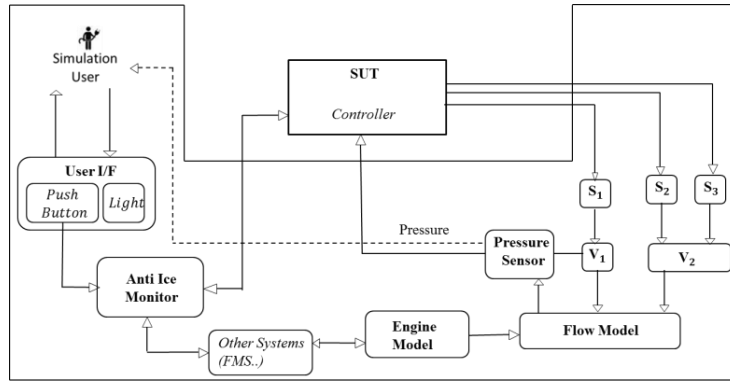 Simulation
User
SUT
Controller
User I/F
Push
Button
Light
S₁
S₂
S₃
Pressure
Pressure
Sensor
V₁
V₂
Anti Ice
Monitor
Engine
Model
Flow Model
Other Systems
(FMS..)